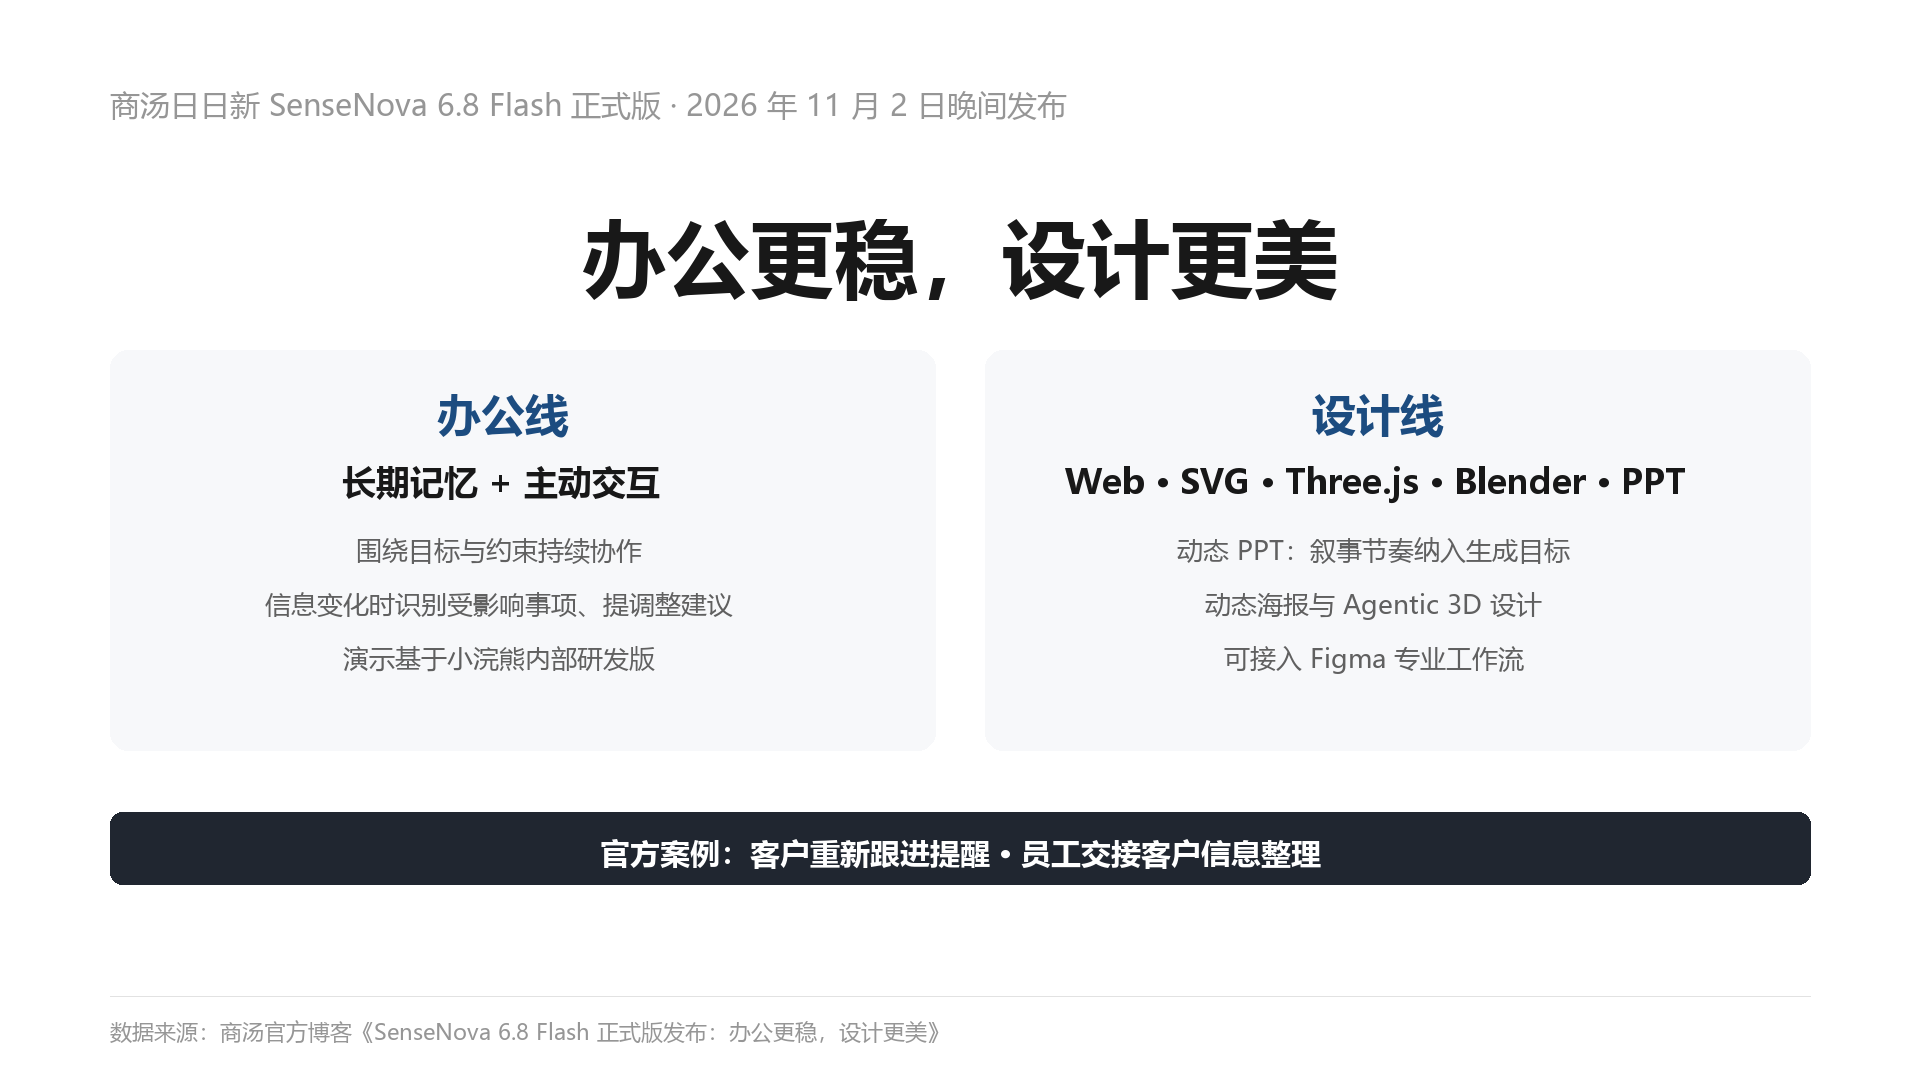 商汤日日新 SenseNova 6.8 Flash 正式版 · 2026 年 11 月 2 日晚间发布
办公更稳，设计更美
办公线
长期记忆 + 主动交互
围绕目标与约束持续协作
信息变化时识别受影响事项、提调整建议
演示基于小浣熊内部研发版
设计线
Web • SVG • Three.js • Blender • PPT
动态 PPT：叙事节奏纳入生成目标
动态海报与 Agentic 3D 设计
可接入 Figma 专业工作流
官方案例：客户重新跟进提醒 • 员工交接客户信息整理
数据来源：商汤官方博客《SenseNova 6.8 Flash 正式版发布：办公更稳，设计更美》